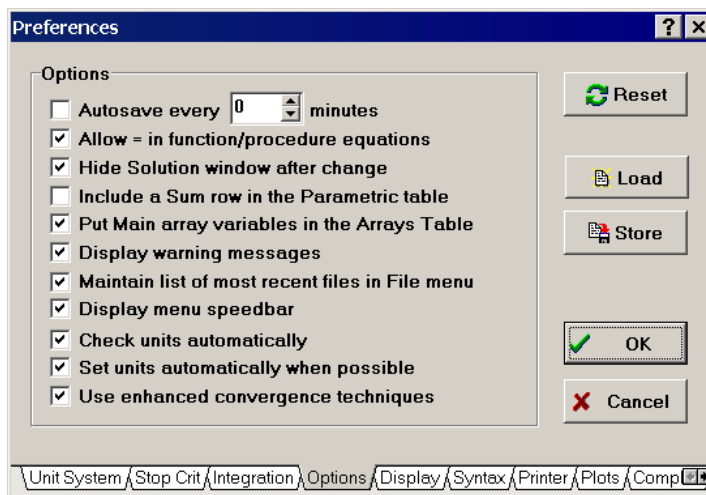 Preferences
Options
Autosave every 0 minutes
Allow = in function/procedure equations
Hide Solution window after change
Include a Sum row in the Parametric table
Put Main array variables in the Arrays Table
Display warning messages
Maintain list of most recent files in File menu
Display menu speedbar
Check units automatically
Set units automatically when possible
Use enhanced convergence techniques
Reset
Load
Store
OK
Cancel
Unit System Stop Crit Integration Options Display Syntax Printer Plots Comp